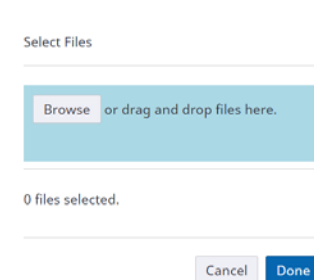 Select Files
Browse or drag and drop files here.
0 files selected.
Cancel Done